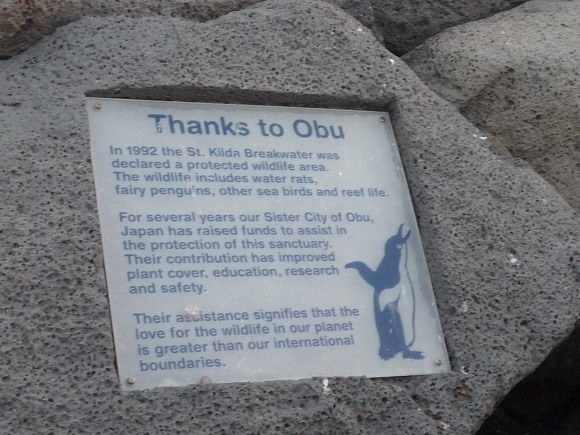 Thanks to Obu
In 1992 the St. Kilda Breakwater was
declared a protected wildlife area.
The wildlife includes water rats,
fairy penguins, other sea birds and reef life.
For several years our Sister City of Obu,
Japan has raised funds to assist in
the protection of this sanctuary.
Their contribution has improved
plant cover, education, research
and safety.
Their assistance signifies that the
love for the wildlife in our planet
is greater than our international
boundaries.